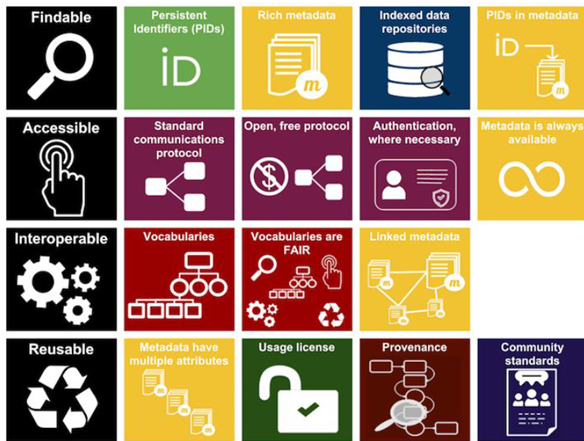 Findable
Persistent
Identifiers (PIDs)
iD
Rich metadata
m
Indexed data
repositories
PIDs in metadata
iD
m
Accessible
Standard
communications
protocol
Open, free protocol
$
Authentication,
where necessary
Metadata is always
available
Interoperable
Vocabularies
Vocabularies are
FAIR
Linked metadata
m
m
m
Reusable
Metadata have
multiple attributes
m
m
m
Usage license
Provenance
Community
standards